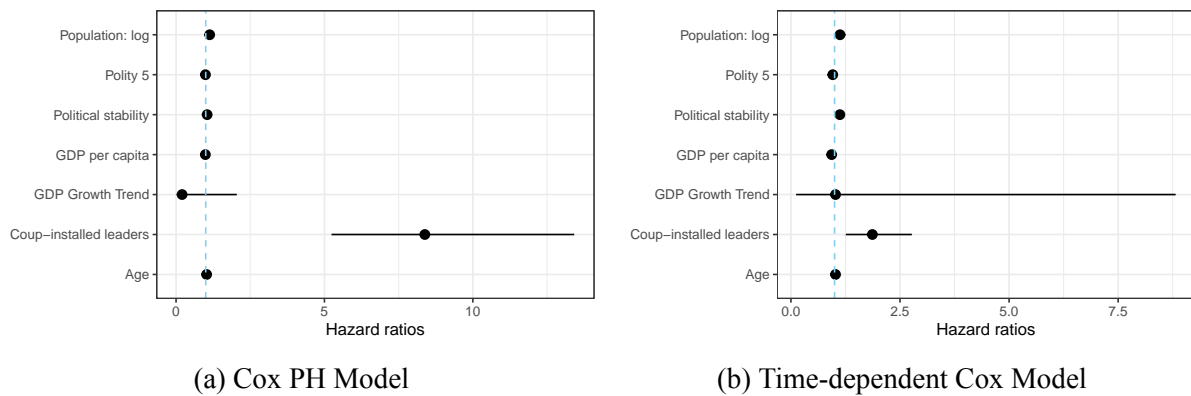 Population: log
Polity 5
Political stability
GDP per capita
GDP Growth Trend
Coup−installed leaders
Age
0 5 10
Hazard ratios
(a) Cox PH Model
Population: log
Polity 5
Political stability
GDP per capita
GDP Growth Trend
Coup−installed leaders
Age
0.0 2.5 5.0 7.5
Hazard ratios
(b) Time-dependent Cox Model